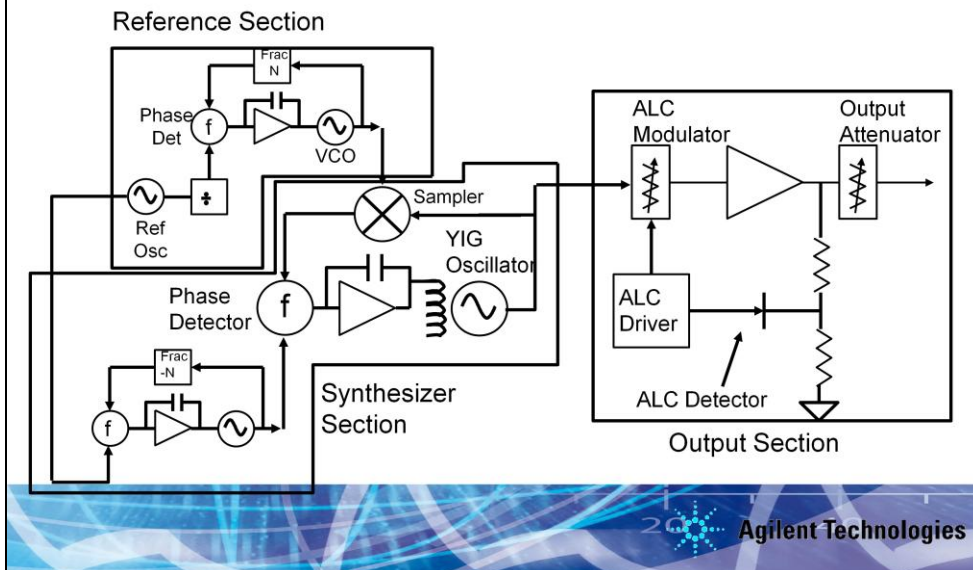 Reference Section
Frac
N
Phase
Det
f
VCO
÷
Ref
Osc
Sampler
YIG
Oscillator
Phase
Detector
f
Frac
-N
f
Synthesizer
Section
ALC
Modulator
Output
Attenuator
ALC
Driver
ALC Detector
Output Section
20
Agilent Technologies